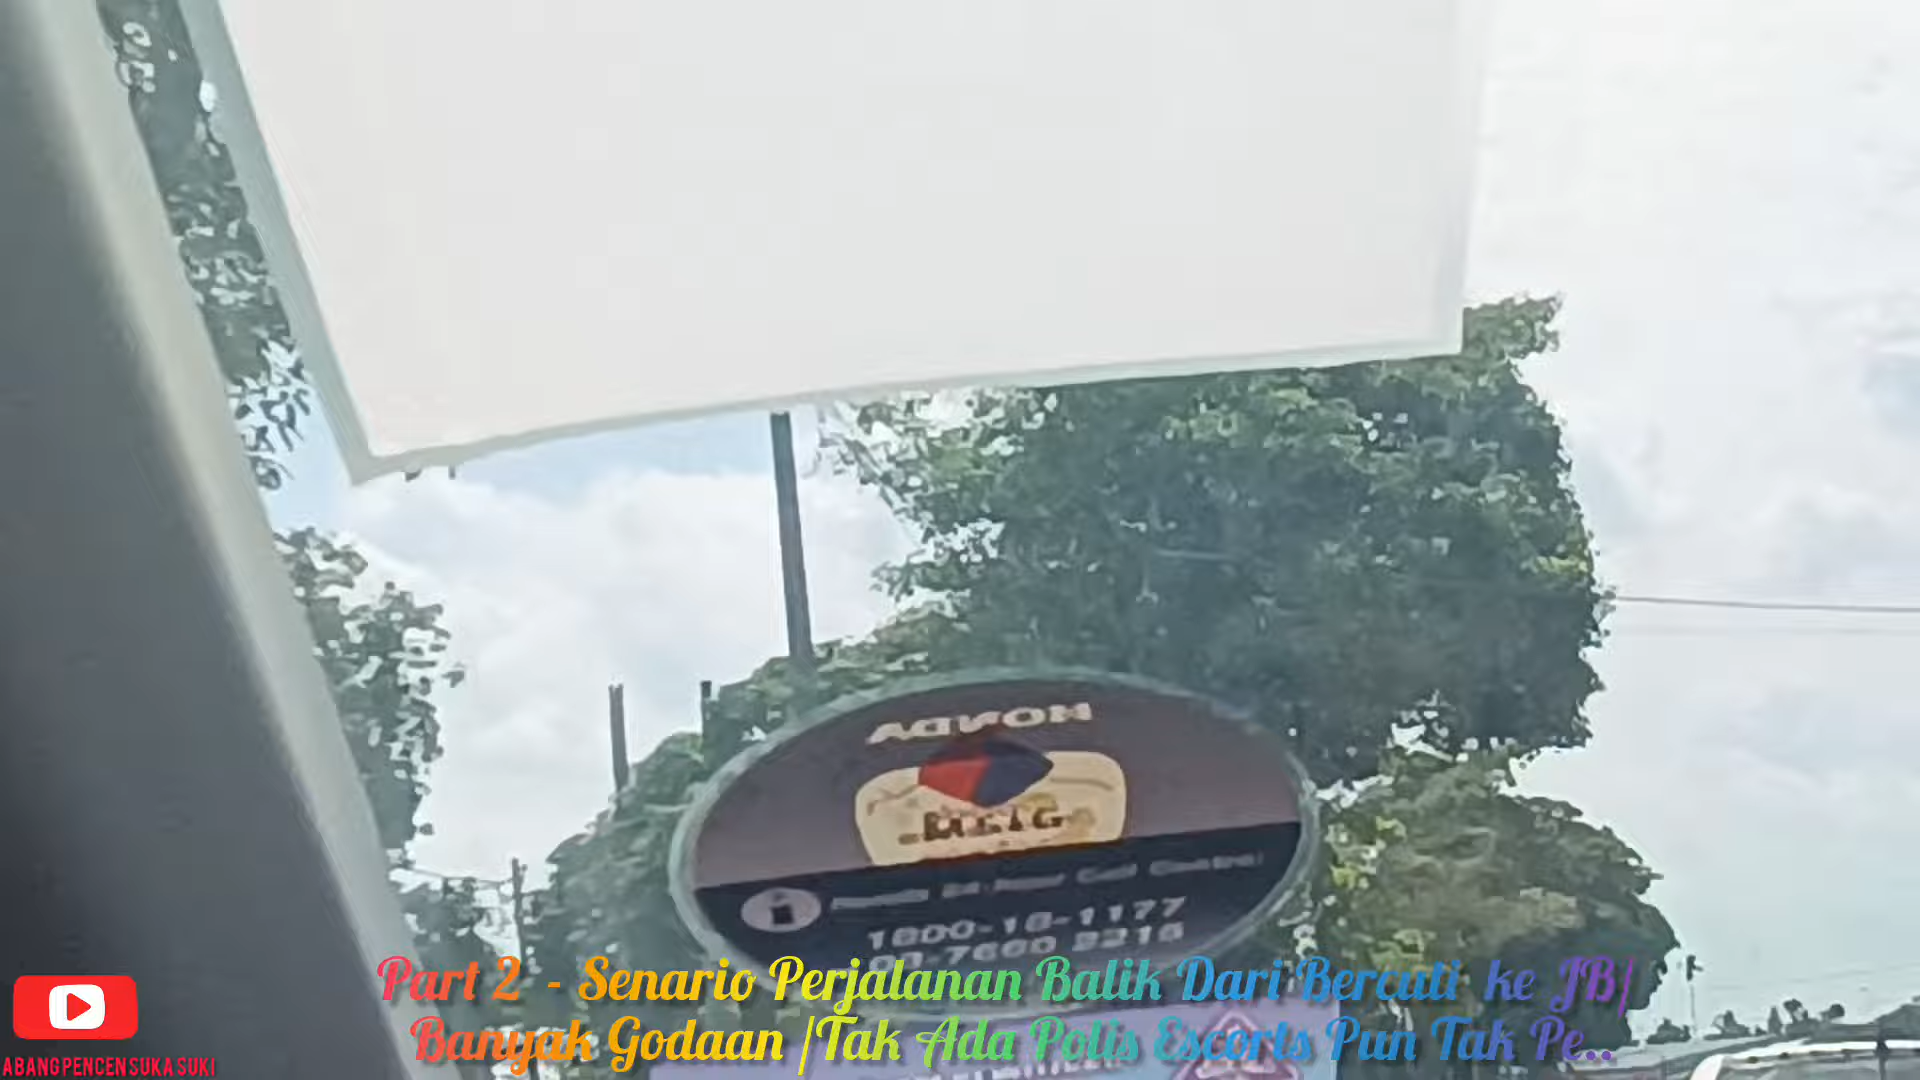 HONDA
1800-18-1177
Part 2 - Senario Perjalanan Balik Dari Bercuti ke JB/
Banyak Godaan /Tak Ada Polis Escorts Pun Tak Pe..
ABANG PENCEN SUKA SUKI